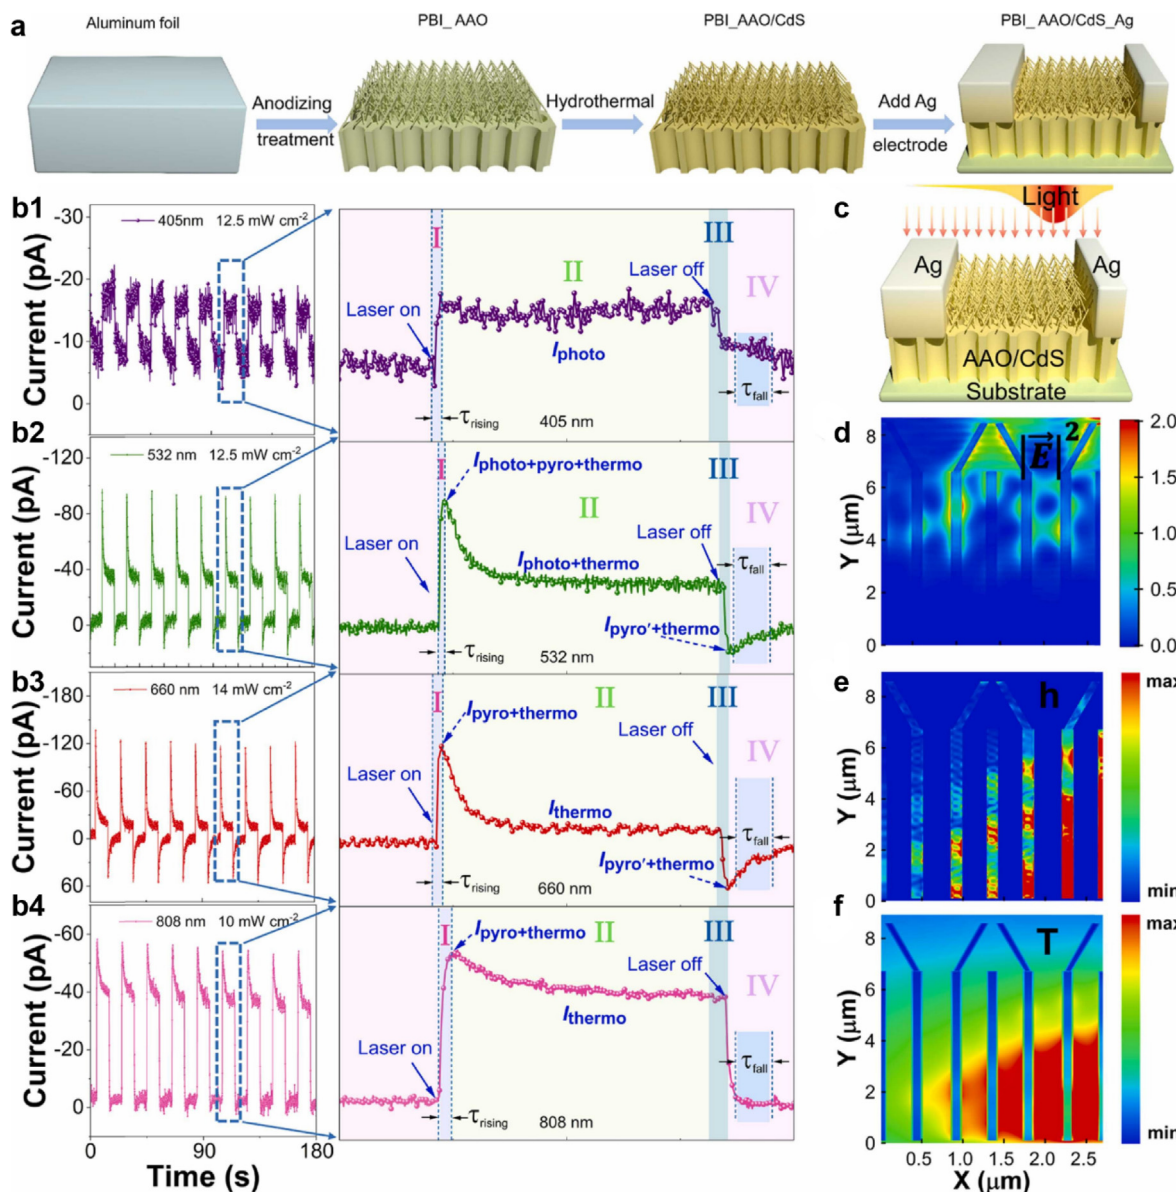 a
Aluminum foil
PBI_ AAO
PBI_AAO/CdS
PBI_ AAO/CdS_Ag
Anodizing
treatment
Hydrothermal
Add Ag
electrode
b1
405nm 12.5 mW cm⁻²
-30
-20
-10
0
Current (pA)
I
II
III
IV
Laser on
Laser off
Iphoto
τrising
τfall
405 nm
b2
532 nm 12.5 mW cm⁻²
-120
-80
-40
0
Current (pA)
I
II
III
IV
Iphoto+pyro+thermo
Laser on
Laser off
Iphoto+thermo
Ipyro'+thermo
τrising
τfall
532 nm
b3
660 nm 14 mW cm⁻²
-180
-120
-60
0
60
Current (pA)
I
II
III
IV
Ipyro+thermo
Laser on
Laser off
Ithermo
Ipyro'+thermo
τrising
τfall
660 nm
b4
808 nm 10 mW cm⁻²
-60
-40
-20
0
Current (pA)
I
II
III
IV
Ipyro+thermo
Laser on
Laser off
Ithermo
τrising
τfall
808 nm
0 90 180
Time (s)
c
Light
Ag
Ag
AAO/CdS
Substrate
d
|E⃗|²
8
6
4
2
0
Y (μm)
2.0
1.5
1.0
0.5
0.0
e
h
8
6
4
2
0
Y (μm)
max
min
f
T
8
6
4
2
0
Y (μm)
max
min
0.5 1.0 1.5 2.0 2.5
X (μm)